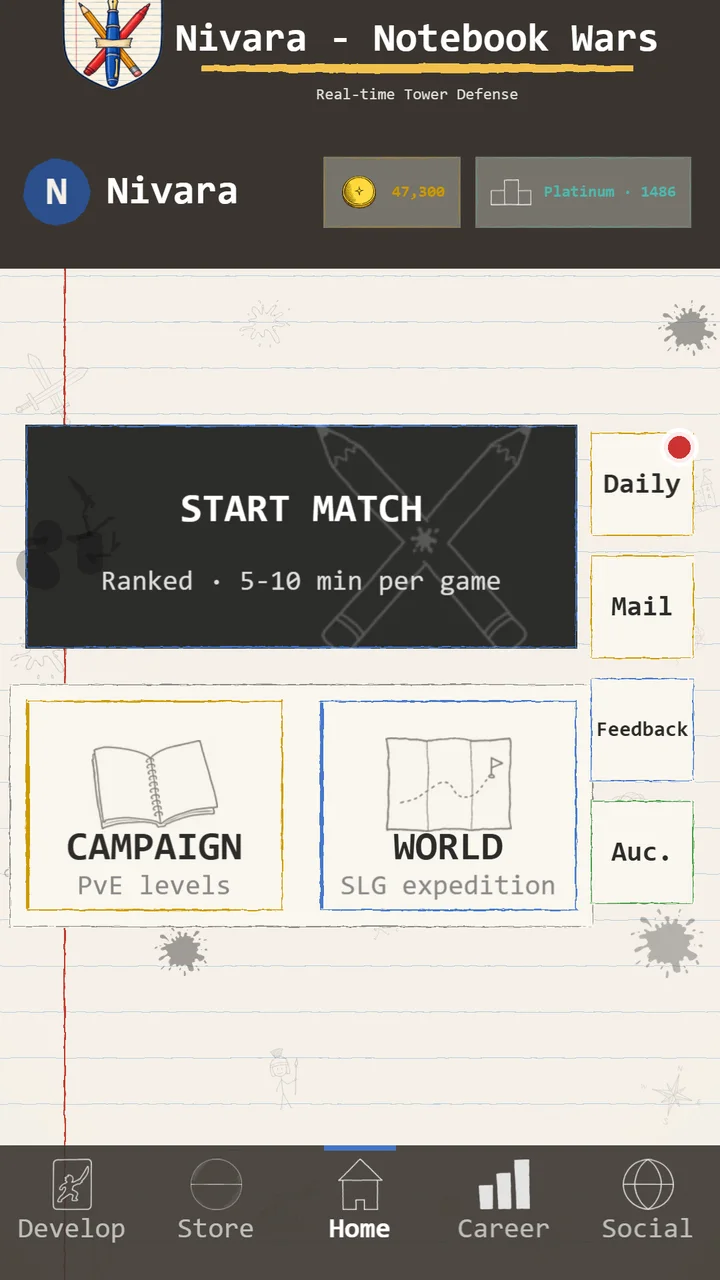 Nivara - Notebook Wars
Real-time Tower Defense
N
Nivara
47,300
Platinum · 1486
START MATCH
Ranked · 5-10 min per game
Daily
Mail
Feedback
Auc.
CAMPAIGN
PvE levels
WORLD
SLG expedition
Develop
Store
Home
Career
Social